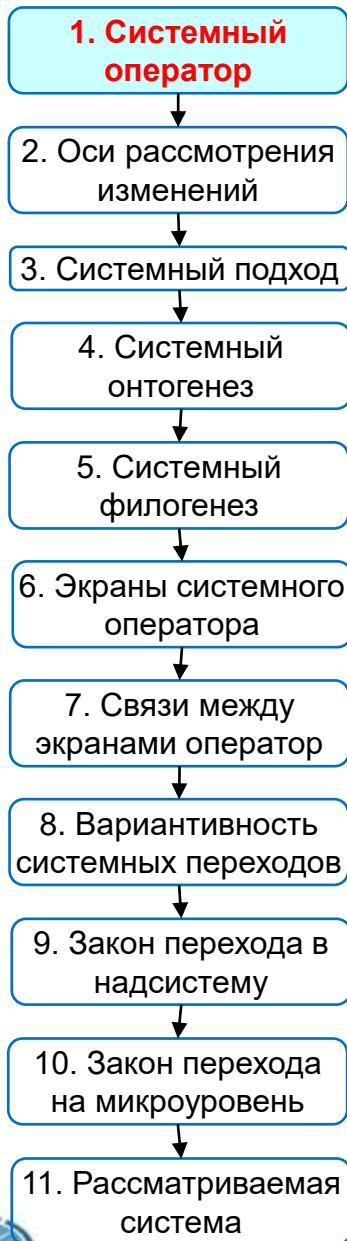 1. Системный
оператор
2. Оси рассмотрения
изменений
3. Системный подход
4. Системный
онтогенез
5. Системный
филогенез
6. Экраны системного
оператора
7. Связи между
экранами оператор
8. Вариантивность
системных переходов
9. Закон перехода в
надсистему
10. Закон перехода
на микроуровень
11. Рассматриваемая
система